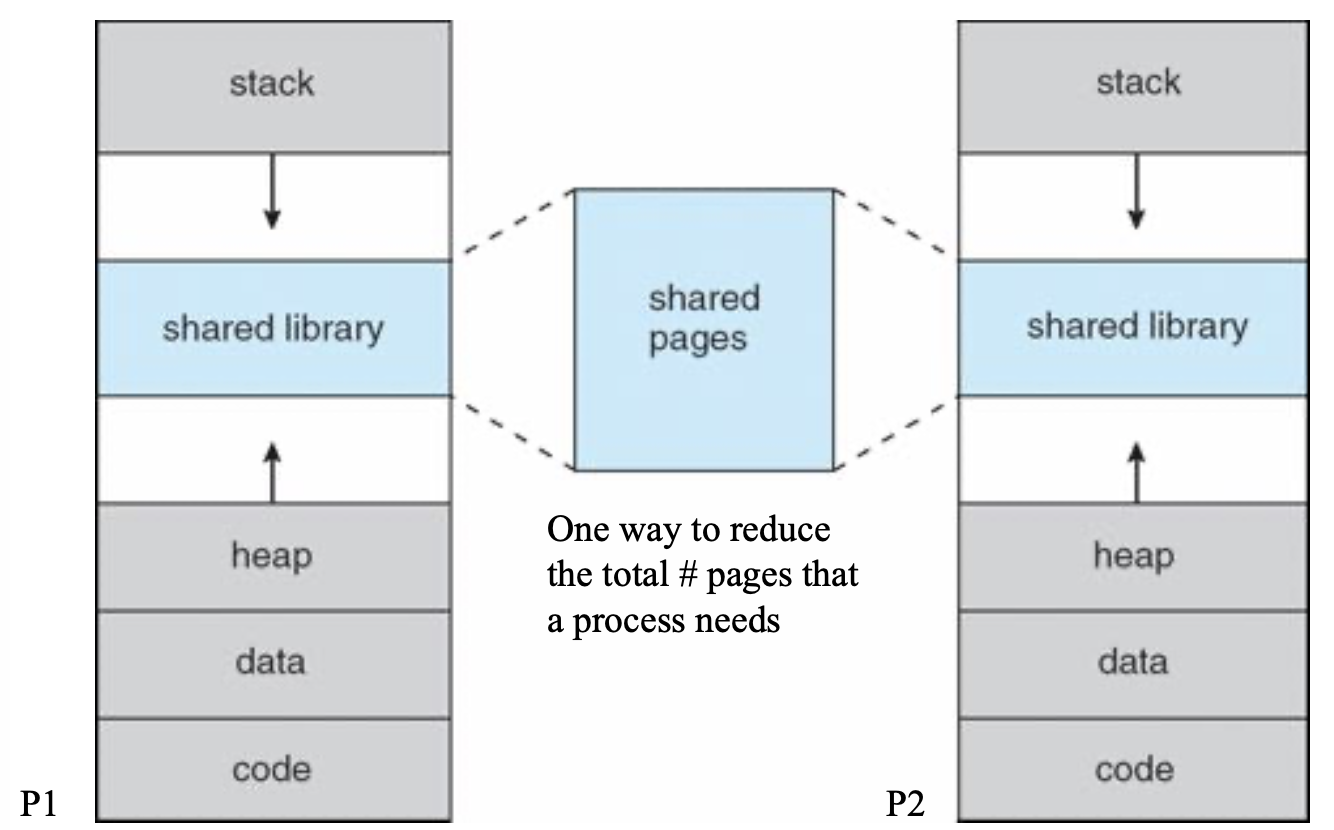 stack
shared library
heap
data
code
P1
shared
pages
One way to reduce
the total # pages that
a process needs
stack
shared library
heap
data
code
P2